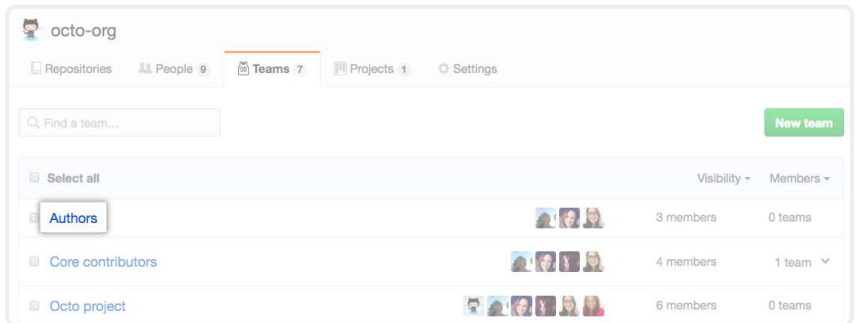 octo-org
Repositories People 9 Teams 7 Projects 1 Settings
Find a team... New team
Select all Visibility Members
Authors 3 members 0 teams
Core contributors 4 members 1 team
Octo project 6 members 0 teams